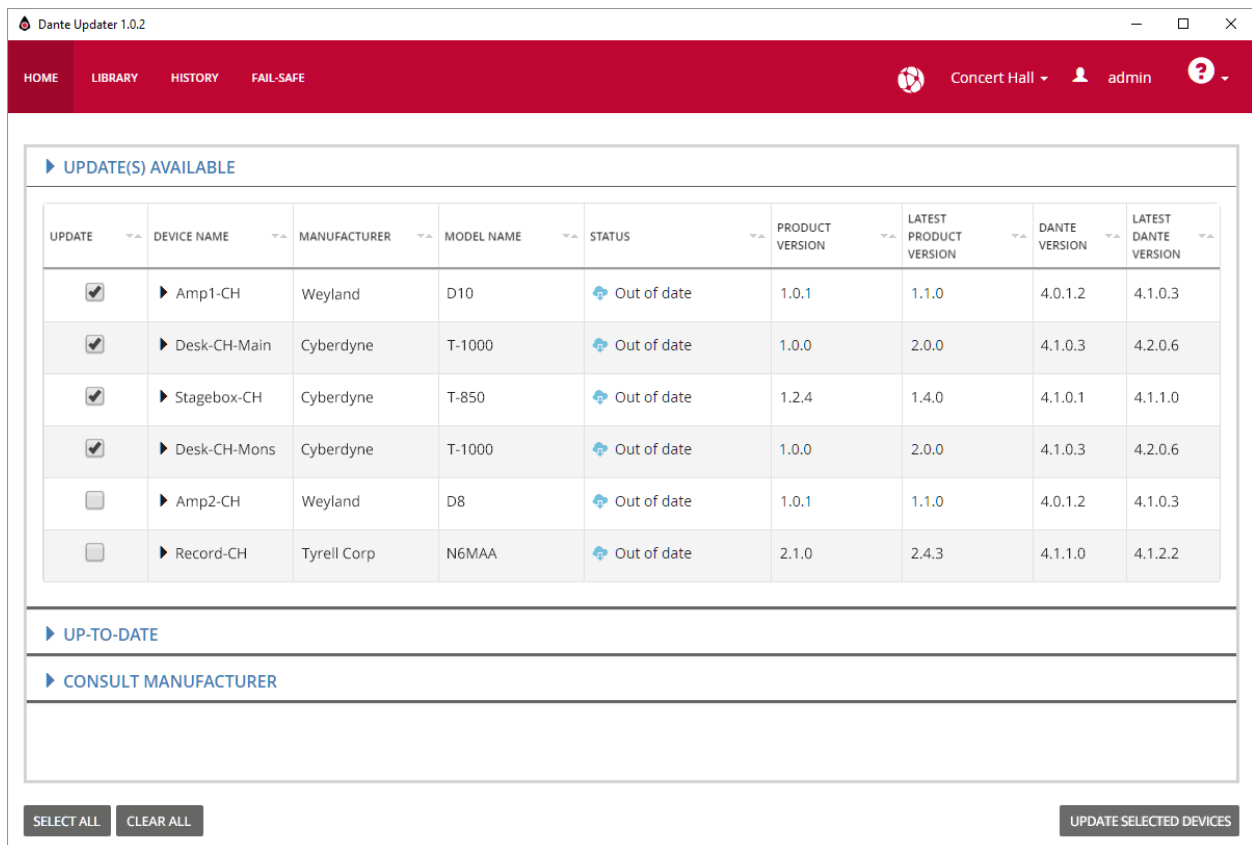 Dante Updater 1.0.2
HOME LIBRARY HISTORY FAIL-SAFE Concert Hall admin ?
UPDATE(S) AVAILABLE
UPDATE DEVICE NAME MANUFACTURER MODEL NAME STATUS PRODUCT VERSION LATEST PRODUCT VERSION DANTE VERSION LATEST DANTE VERSION
Amp1-CH Weyland D10 Out of date 1.0.1 1.1.0 4.0.1.2 4.1.0.3
Desk-CH-Main Cyberdyne T-1000 Out of date 1.0.0 2.0.0 4.1.0.3 4.2.0.6
Stagebox-CH Cyberdyne T-850 Out of date 1.2.4 1.4.0 4.1.0.1 4.1.1.0
Desk-CH-Mons Cyberdyne T-1000 Out of date 1.0.0 2.0.0 4.1.0.3 4.2.0.6
Amp2-CH Weyland D8 Out of date 1.0.1 1.1.0 4.0.1.2 4.1.0.3
Record-CH Tyrell Corp N6MAA Out of date 2.1.0 2.4.3 4.1.1.0 4.1.2.2
UP-TO-DATE
CONSULT MANUFACTURER
SELECT ALL CLEAR ALL UPDATE SELECTED DEVICES